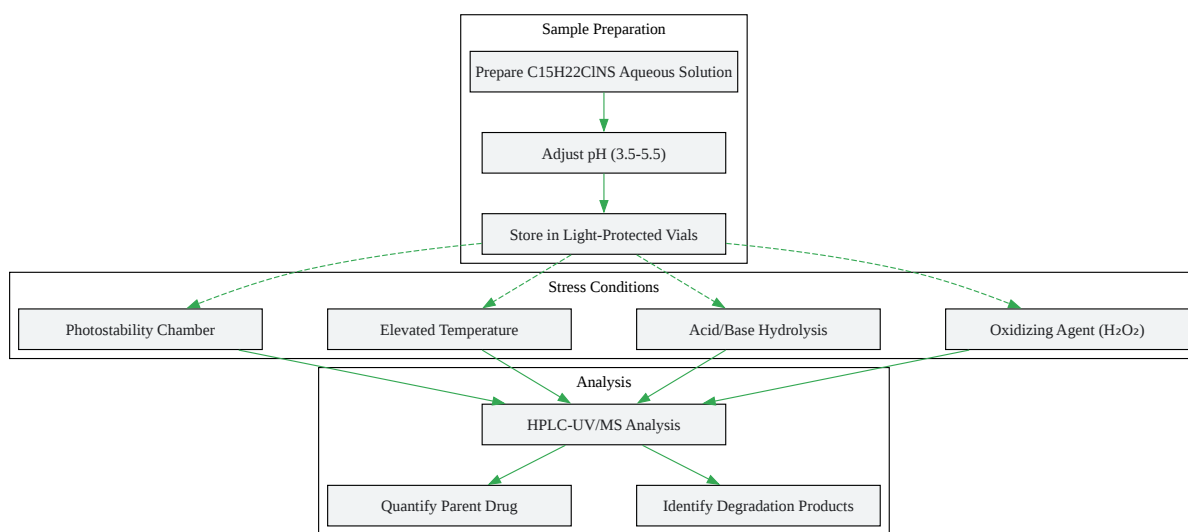 Sample Preparation
Prepare C15H22ClNS Aqueous Solution
Adjust pH (3.5-5.5)
Store in Light-Protected Vials
Stress Conditions
Photostability Chamber
Elevated Temperature
Acid/Base Hydrolysis
Oxidizing Agent (H₂O₂)
Analysis
HPLC-UV/MS Analysis
Quantify Parent Drug
Identify Degradation Products